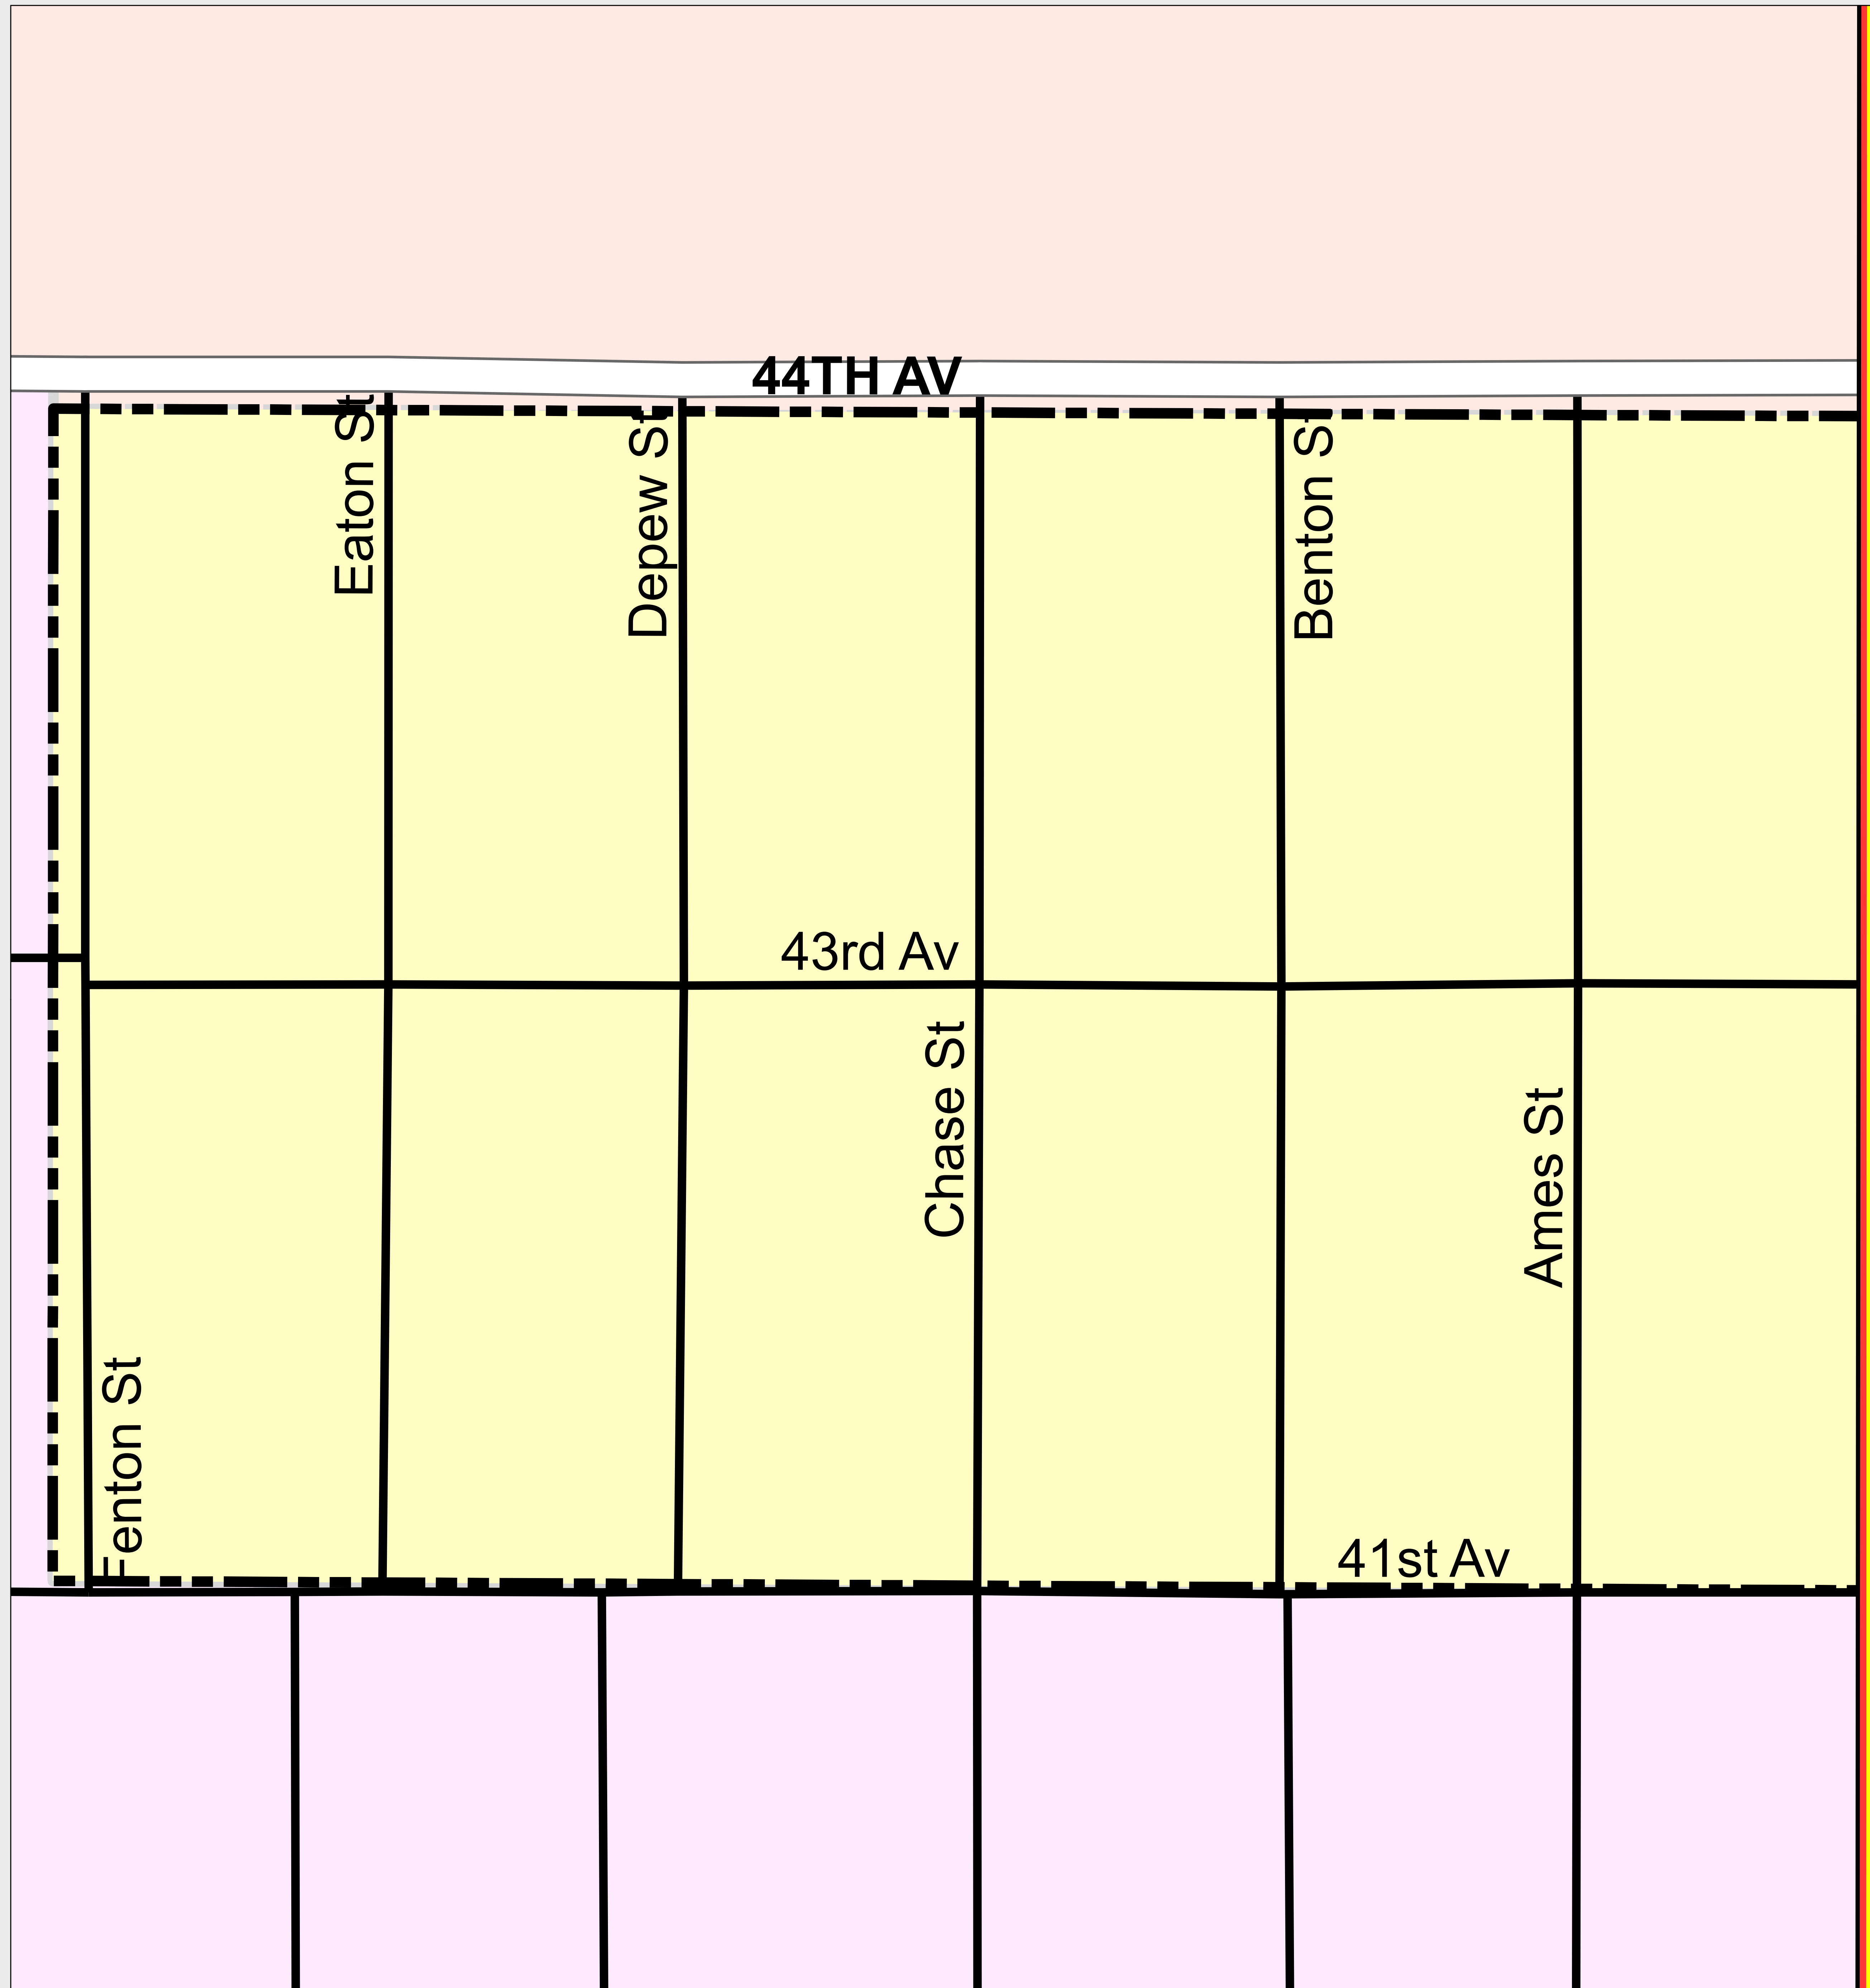 44TH AV
Eaton St
Depew St
Benton St
43rd Av
Chase St
Ames St
Fenton St
41st Av